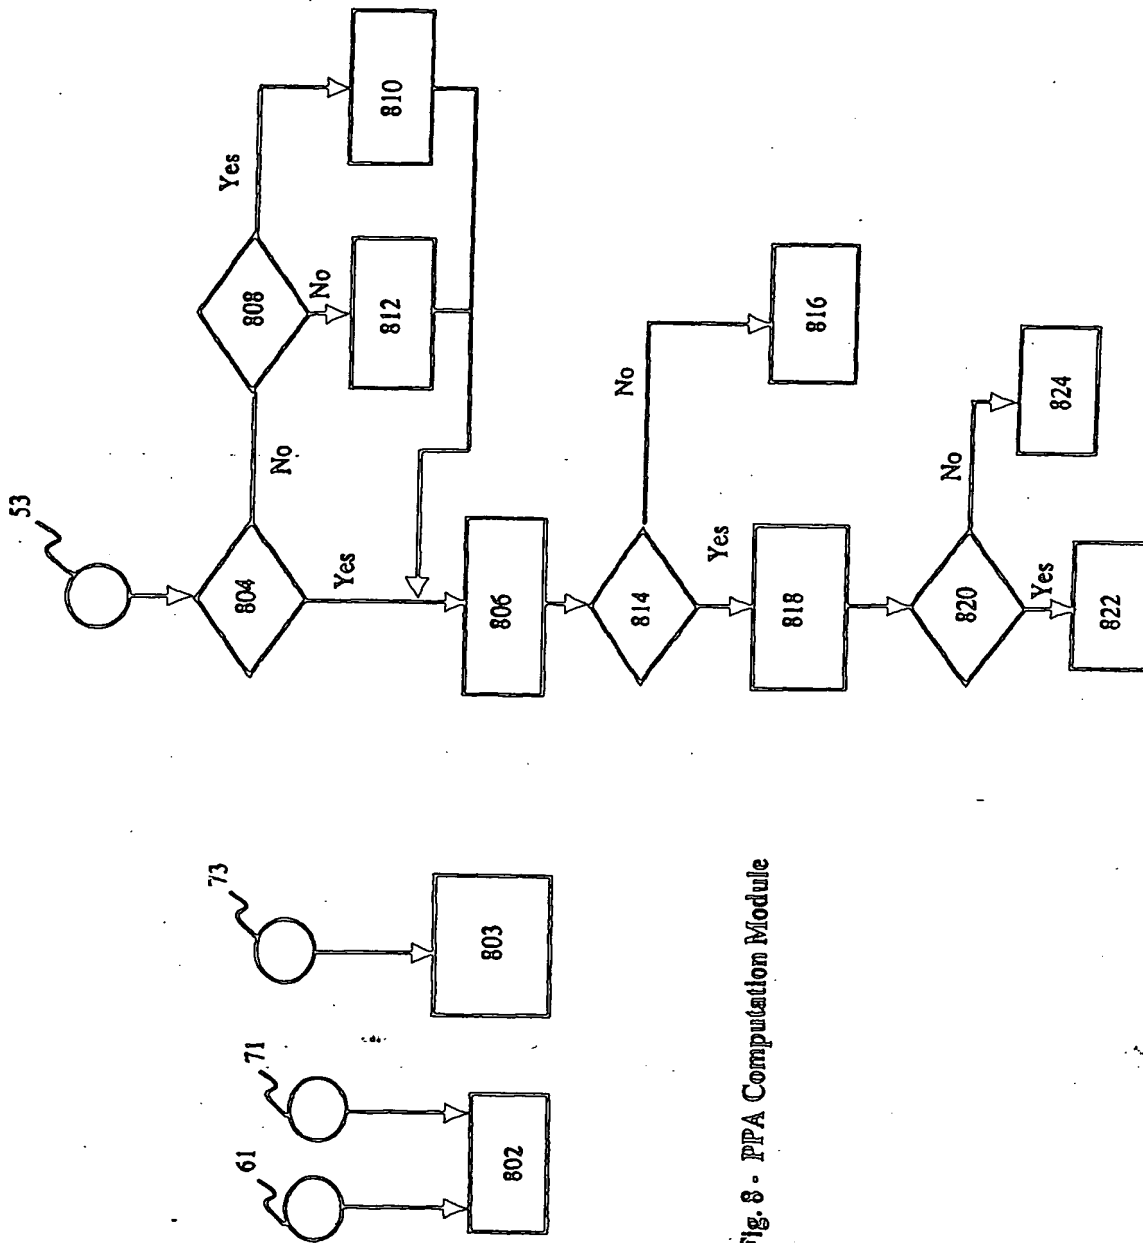 53
804
No
808
Yes
810
No
812
Yes
806
814
No
816
Yes
818
820
No
824
Yes
822
73
803
61
71
802
Fig. 8 - PPA Computation Module